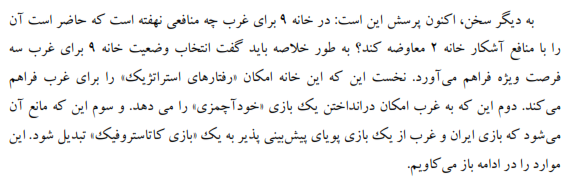 به دیگر سخن، اکنون پرسش این است: در خانه ۹ برای غرب چه منافعی نهفته است که حاضر است آن
را با منافع آشکار خانه ۲ معاوضه کند؟ به طور خلاصه باید گفت انتخاب وضعیت خانه ۹ برای غرب سه
فرصت ویژه فراهم می‌آورد. نخست این که این خانه امکان «رفتارهای استراتژیک» را برای غرب فراهم
می‌کند. دوم این که به غرب امکان درانداختن یک بازی «خودآچمزی» را می دهد. و سوم این که مانع آن
می‌شود که بازی ایران و غرب از یک بازی پویای پیش‌بینی پذیر به یک «بازی کاتاستروفیک» تبدیل شود. این
موارد را در ادامه باز می‌کاویم.